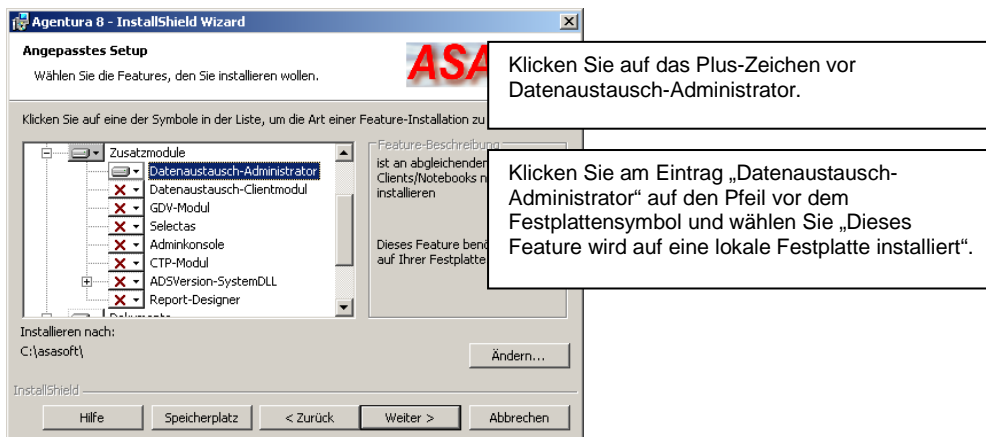 Agentura 8 - InstallShield Wizard
Angepasstes Setup
Wählen Sie die Features, den Sie installieren wollen.
ASA
Klicken Sie auf das Plus-Zeichen vor
Datenaustausch-Administrator.
Klicken Sie auf eine der Symbole in der Liste, um die Art einer Feature-Installation zu
Zusatzmodule
Datenaustausch-Administrator
Datenaustausch-Clientmodul
GDV-Modul
Selectas
Adminkonsole
CTP-Modul
ADSVersion-SystemDLL
Report-Designer
Dokumente
Feature-Beschreibung
ist an abgleichenden
Clients/Notebooks
installieren
Dieses Feature
auf Ihrer Festplatte
Klicken Sie am Eintrag „Datenaustausch-
Administrator“ auf den Pfeil vor dem
Festplattensymbol und wählen Sie „Dieses
Feature wird auf eine lokale Festplatte installiert“.
Installieren nach:
C:\asasoft\
Ändern...
InstallShield
Hilfe
Speicherplatz
< Zurück
Weiter >
Abbrechen